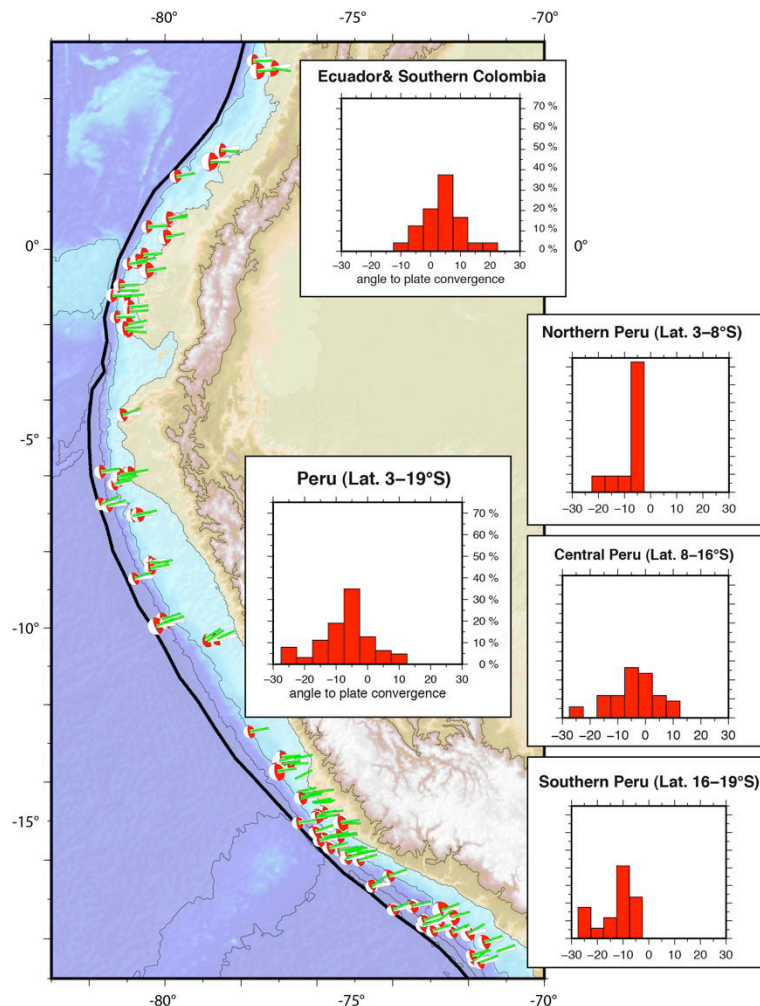 -80° -75° -70°
Ecuador& Southern Colombia
70 %
60 %
50 %
40 %
30 %
20 %
10 %
0 %
−30 −20 −10 0 10 20 30
angle to plate convergence
0° 0°
Northern Peru (Lat. 3–8°S)
−30 −20 −10 0 10 20 30
-5°
Peru (Lat. 3–19°S)
70 %
60 %
50 %
40 %
30 %
20 %
10 %
0 %
−30 −20 −10 0 10 20 30
angle to plate convergence
Central Peru (Lat. 8–16°S)
−30 −20 −10 0 10 20 30
-10°
Southern Peru (Lat. 16–19°S)
−30 −20 −10 0 10 20 30
-15°
-80° -75° -70°